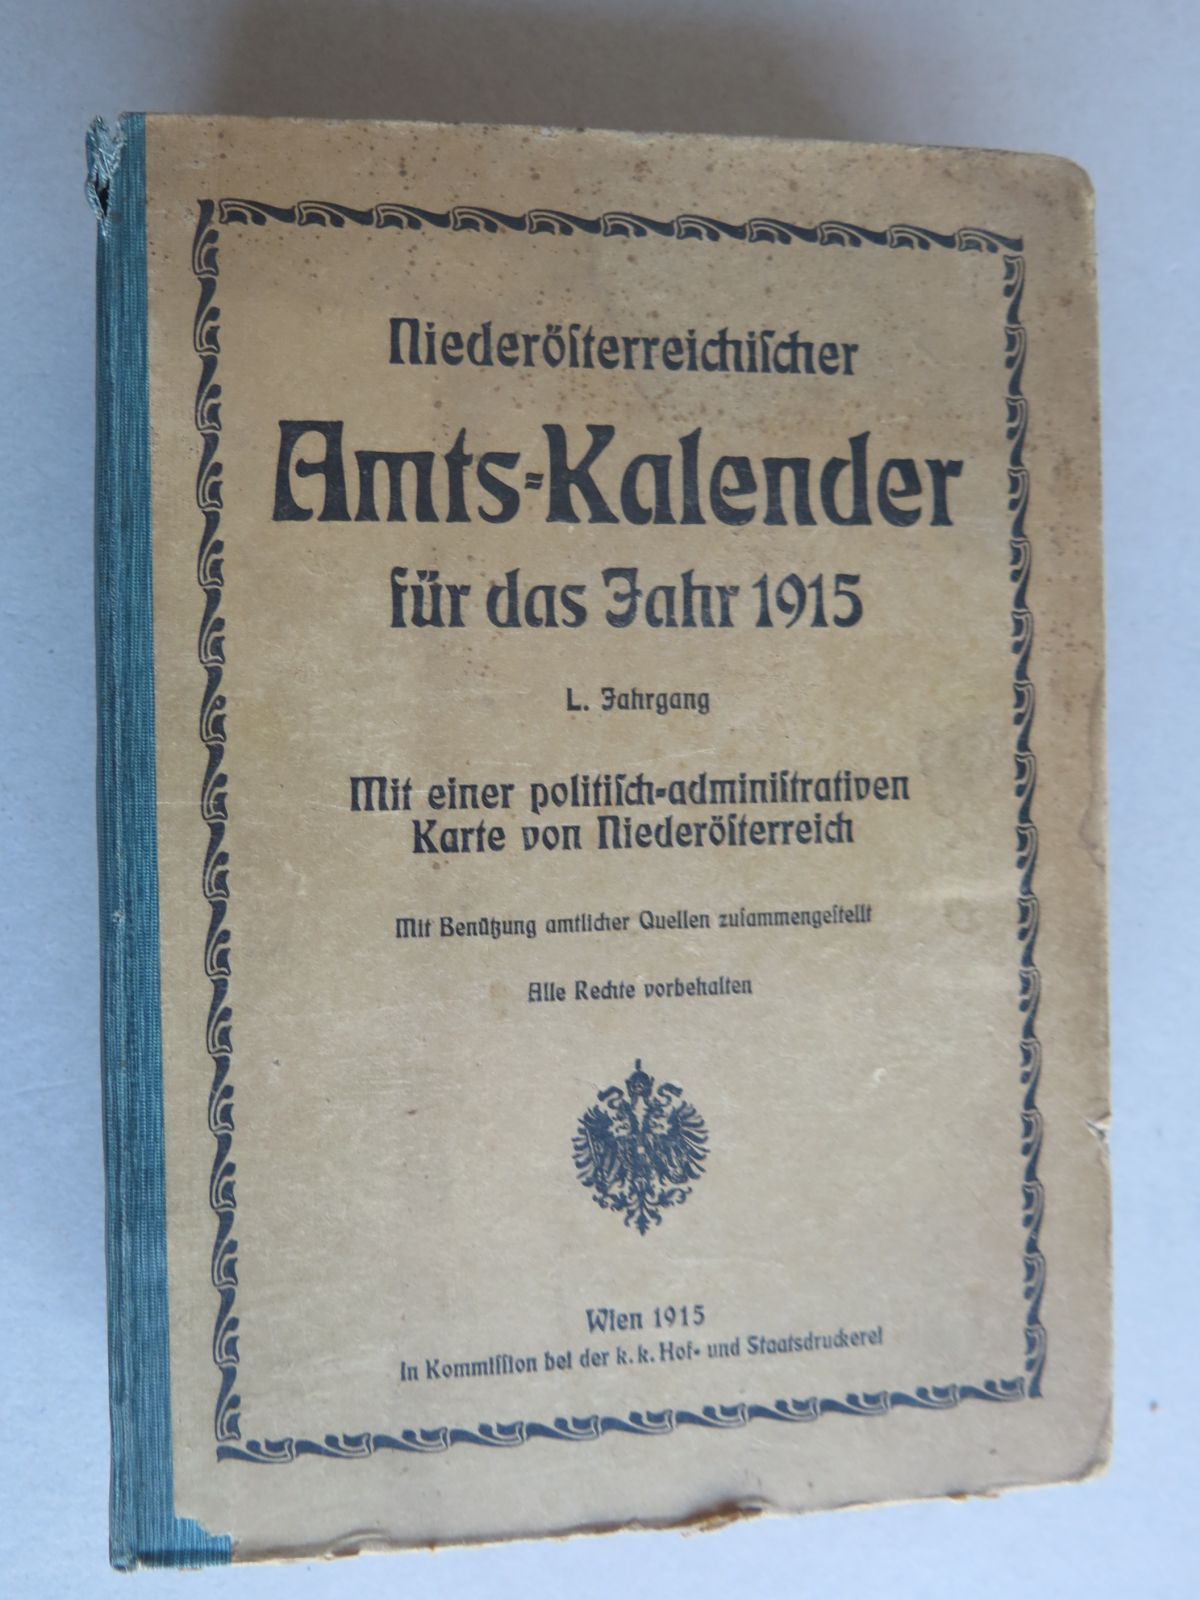 Niederöſterreichiſcher
Amts-Kalender
für das Jahr 1915
L. Jahrgang
Mit einer politiſch-adminiſtrativen
Karte von Niederöſterreich
Mit Benützung amtlicher Quellen zuſammengeſtellt
Alle Rechte vorbehalten
Wien 1915
In Kommiſſion bei der k. k. Hof- und Staatsdruckerei